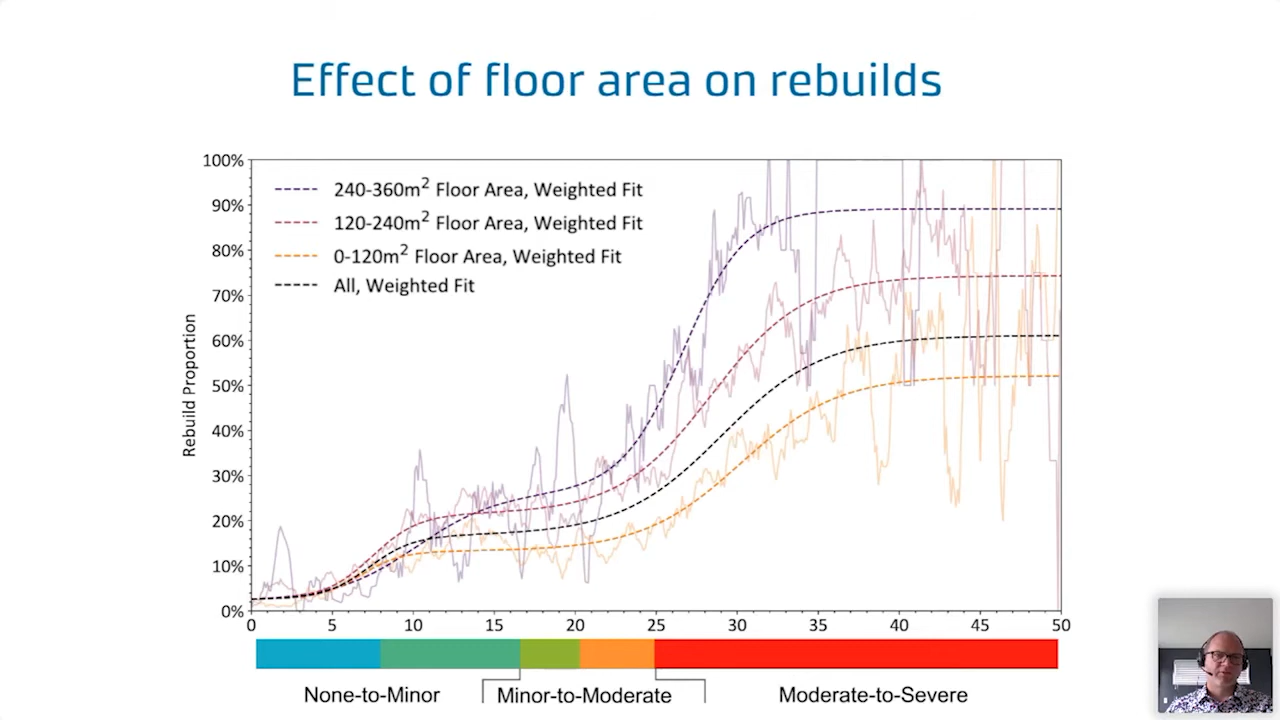 Effect of floor area on rebuilds
100%
90%
80%
70%
60%
50%
40%
30%
20%
10%
0%
Rebuild Proportion
240-360m² Floor Area, Weighted Fit
120-240m² Floor Area, Weighted Fit
0-120m² Floor Area, Weighted Fit
All, Weighted Fit
0 5 10 15 20 25 30 35 40 45 50
None-to-Minor Minor-to-Moderate Moderate-to-Severe